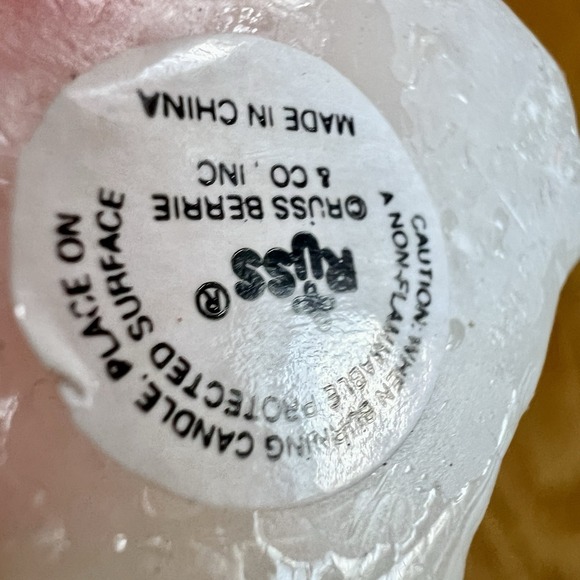 CAUTION: WHEN BURNING CANDLE, PLACE ON
A NON-FLAMMABLE PROTECTED SURFACE
Russ®
©RUSS BERRIE
& CO., INC
MADE IN CHINA